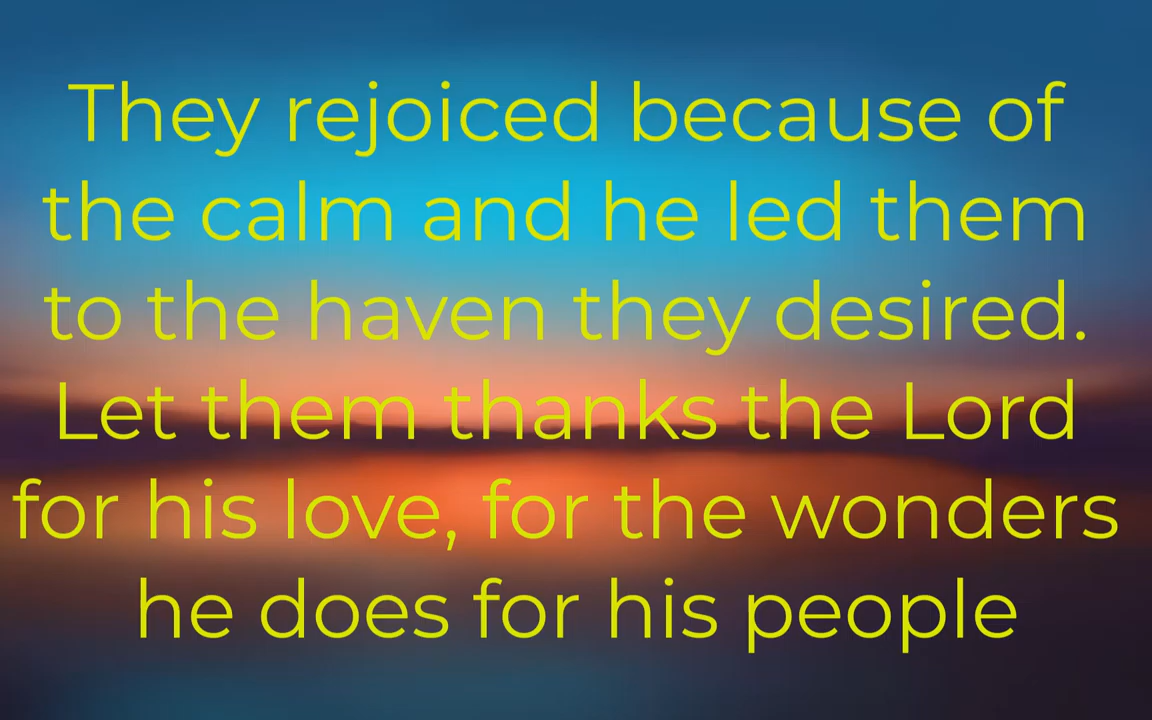 They rejoiced because of
the calm and he led them
to the haven they desired.
Let them thanks the Lord
for his love, for the wonders
he does for his people